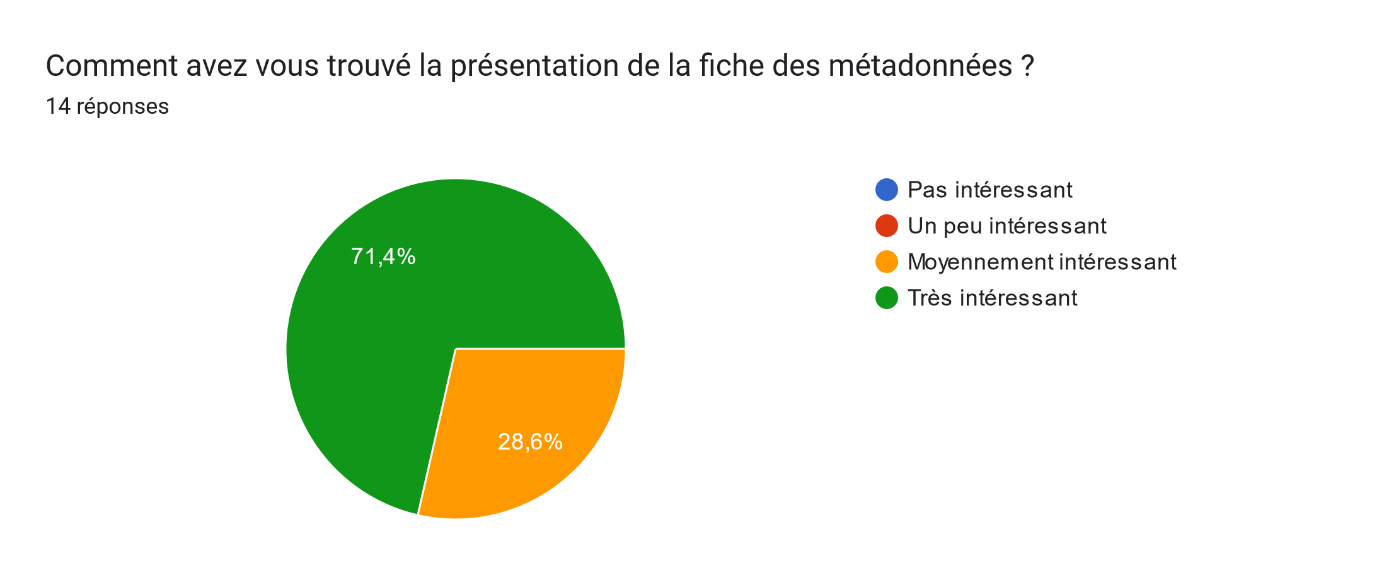 Comment avez vous trouvé la présentation de la fiche des métadonnées ?
14 réponses
71,4%
28,6%
Pas intéressant
Un peu intéressant
Moyennement intéressant
Très intéressant